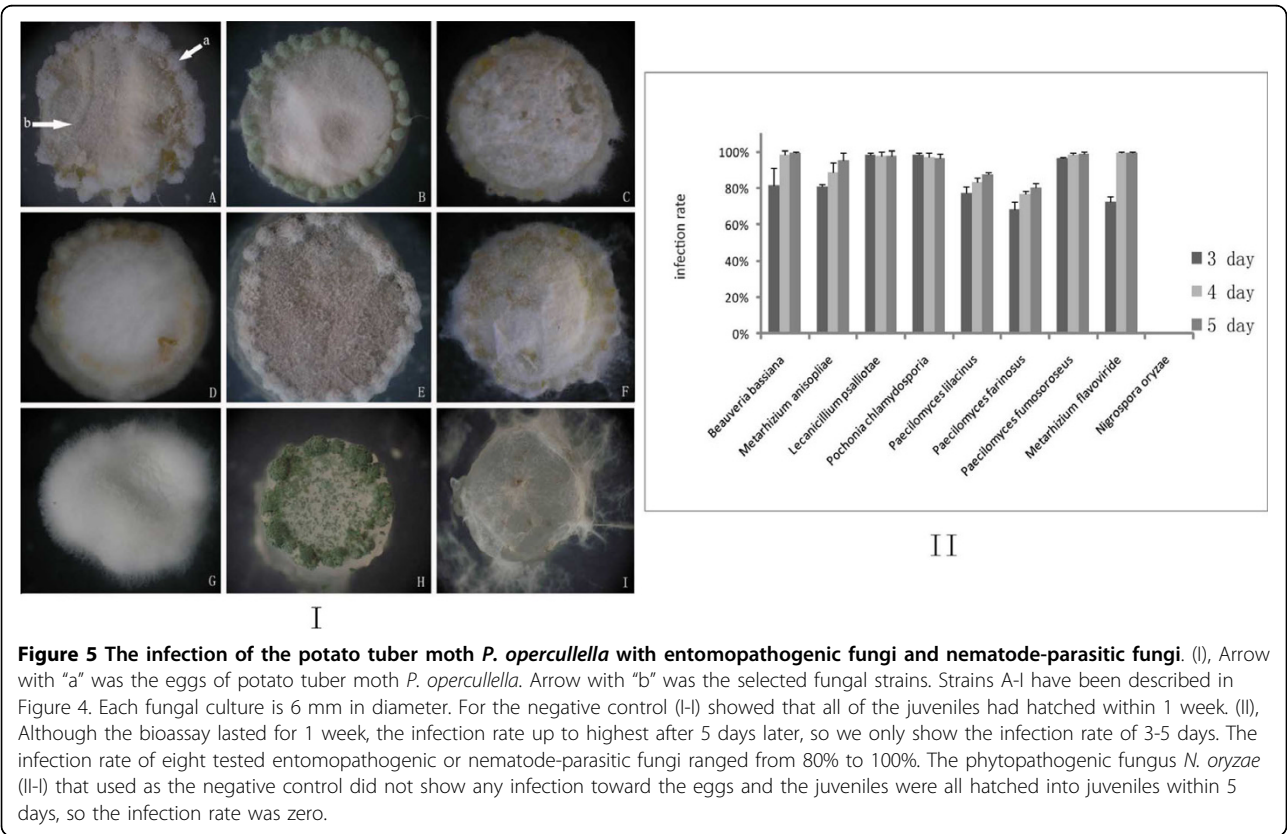 a
b
A
B
C
D
E
F
G
H
I
I
infection rate
100%
80%
60%
40%
20%
0%
3 day
4 day
5 day
Beauveria bassiana
Metarhizium anisopliae
Lecanicillium psalliotae
Pochonia chlamydosporia
Paecilomyces lilacinus
Paecilomyces farinosus
Paecilomyces fumosoroseus
Metarhizium flavoviride
Nigrospora oryzae
II
Figure 5 The infection of the potato tuber moth P. opercullella with entomopathogenic fungi and nematode-parasitic fungi. (I), Arrow
with “a” was the eggs of potato tuber moth P. opercullella. Arrow with “b” was the selected fungal strains. Strains A-I have been described in
Figure 4. Each fungal culture is 6 mm in diameter. For the negative control (I-I) showed that all of the juveniles had hatched within 1 week. (II),
Although the bioassay lasted for 1 week, the infection rate up to highest after 5 days later, so we only show the infection rate of 3-5 days. The
infection rate of eight tested entomopathogenic or nematode-parasitic fungi ranged from 80% to 100%. The phytopathogenic fungus N. oryzae
(II-I) that used as the negative control did not show any infection toward the eggs and the juveniles were all hatched into juveniles within 5
days, so the infection rate was zero.